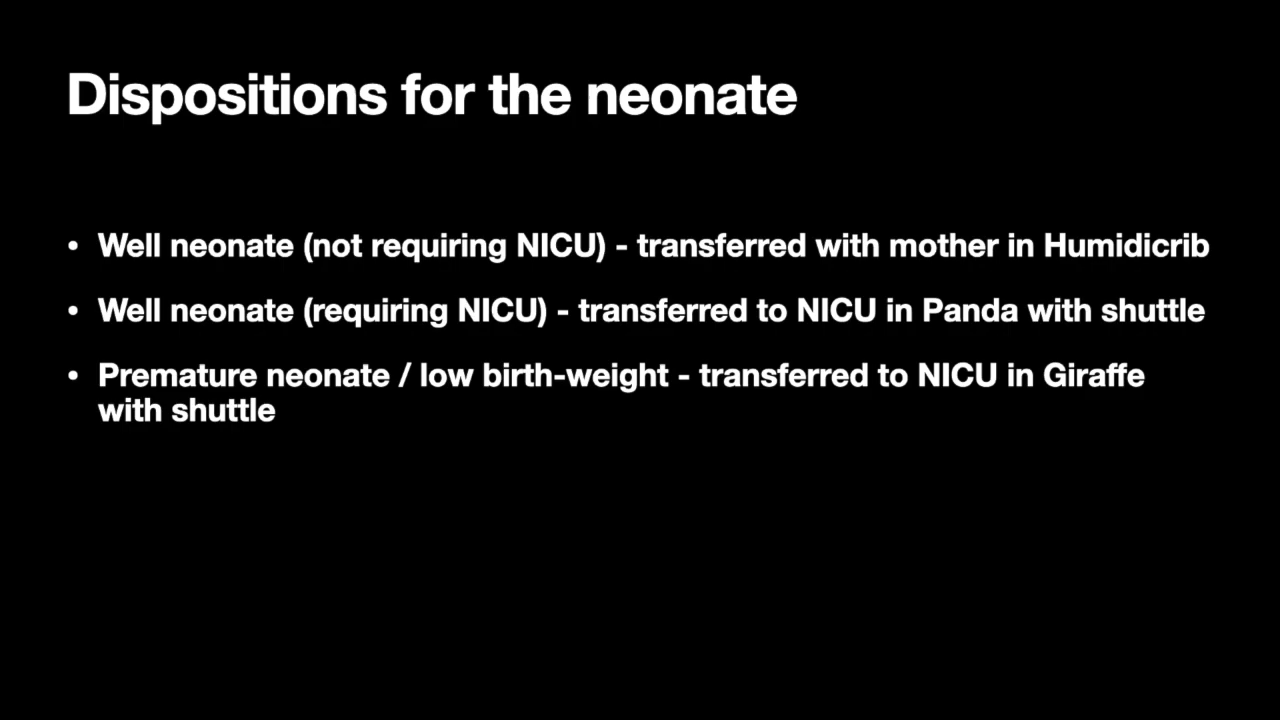 Dispositions for the neonate
• Well neonate (not requiring NICU) - transferred with mother in Humidicrib
• Well neonate (requiring NICU) - transferred to NICU in Panda with shuttle
• Premature neonate / low birth-weight - transferred to NICU in Giraffe
with shuttle